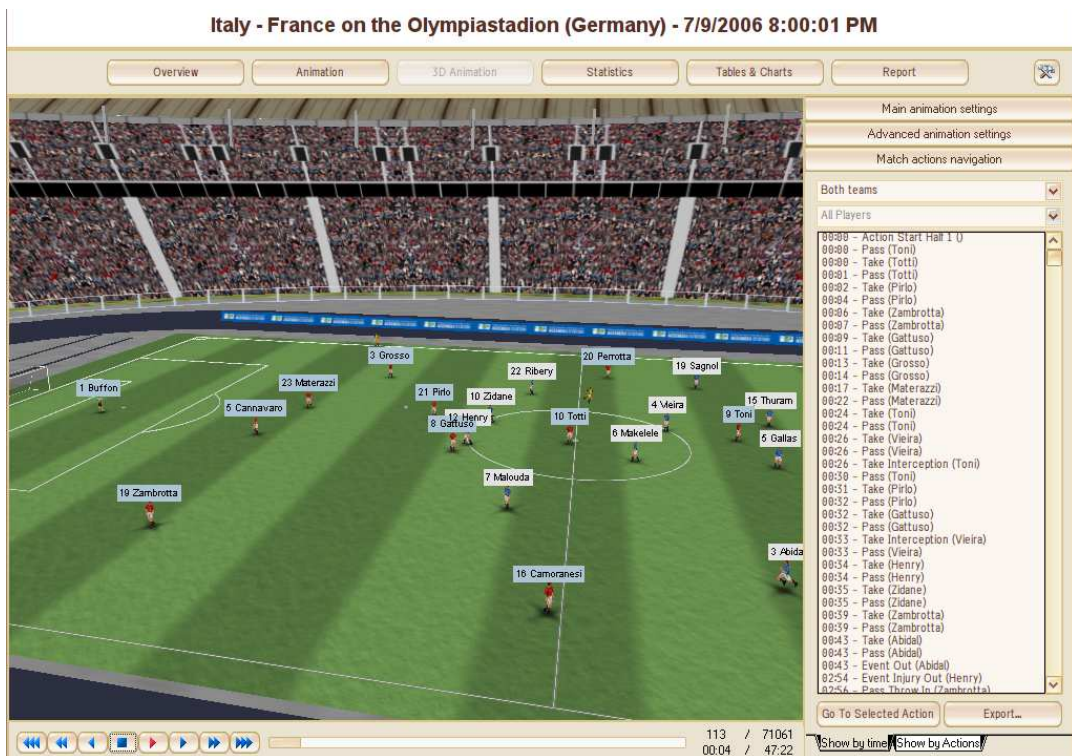 Italy - France on the Olympiastadion (Germany) - 7/9/2006 8:00:01 PM
Overview
Animation
3D Animation
Statistics
Tables & Charts
Report
Main animation settings
Advanced animation settings
Match actions navigation
Both teams
All Players
00:00 - Action Start Half 1 ()
00:00 - Pass (Toni)
00:00 - Take (Totti)
00:01 - Pass (Totti)
00:02 - Take (Pirlo)
00:04 - Pass (Pirlo)
00:06 - Take (Zambrotta)
00:07 - Pass (Zambrotta)
00:09 - Take (Gattuso)
00:11 - Pass (Gattuso)
00:13 - Take (Grosso)
00:14 - Pass (Grosso)
00:17 - Take (Materazzi)
00:22 - Pass (Materazzi)
00:24 - Take (Toni)
00:24 - Pass (Toni)
00:26 - Take (Vieira)
00:26 - Pass (Vieira)
00:26 - Take Interception (Toni)
00:30 - Pass (Toni)
00:31 - Take (Pirlo)
00:32 - Pass (Pirlo)
00:32 - Take (Gattuso)
00:32 - Pass (Gattuso)
00:33 - Take Interception (Vieira)
00:33 - Pass (Vieira)
00:34 - Take (Henry)
00:34 - Pass (Henry)
00:35 - Take (Zidane)
00:35 - Pass (Zidane)
00:39 - Take (Zambrotta)
00:39 - Pass (Zambrotta)
00:43 - Take (Abidal)
00:43 - Pass (Abidal)
00:43 - Event Out (Abidal)
02:54 - Event Injury Out (Henry)
02:56 - Pass Throw In (Zambrotta)
Go To Selected Action
Export...
Show by time
Show by Actions
3 Grosso
20 Perrotta
22 Ribery
19 Sagnol
1 Buffon
23 Materazzi
21 Pirlo
10 Zidane
15 Thuram
5 Cannavaro
12 Henry
8 Gattuso
10 Totti
4 Vieira
9 Toni
6 Makelele
5 Gallas
7 Malouda
19 Zambrotta
3 Abida
16 Camoranesi
113 / 71061
00:04 / 47:22